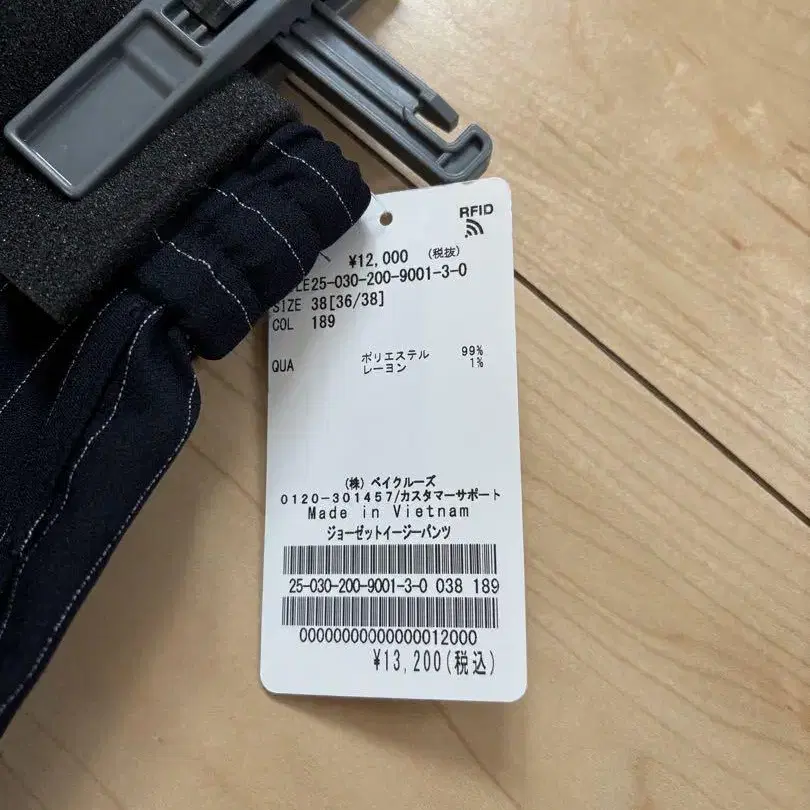 RFID
¥12,000 (税抜)
LE25-030-200-9001-3-0
SIZE 38[36/38]
COL 189
QUA ポリエステル 99%
レーヨン 1%
(株)ベイクルーズ
0120-301457/カスタマーサポート
Made in Vietnam
ジョーゼットイージーパンツ
25-030-200-9001-3-0 038 189
00000000000000012000
¥13,200(税込)